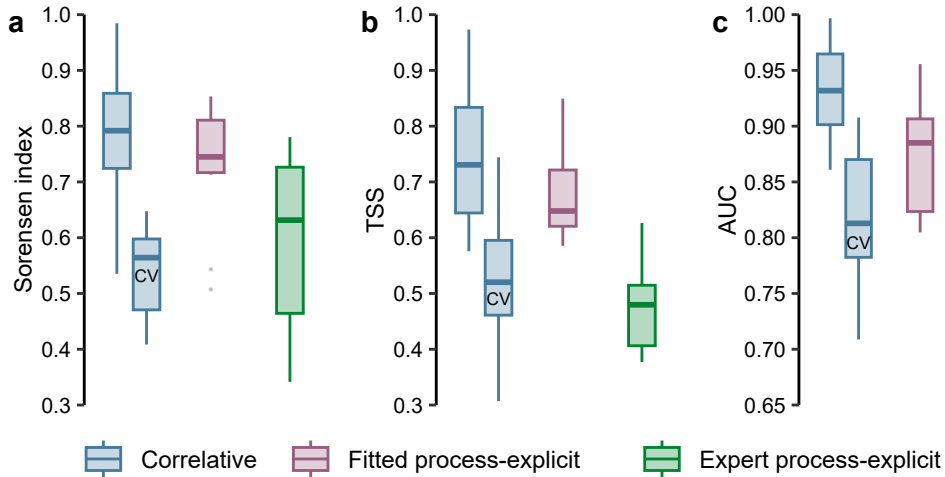 a
Sorensen index
1.0
0.9
0.8
0.7
0.6
0.5
0.4
0.3
CV
b
TSS
1.0
0.9
0.8
0.7
0.6
0.5
0.4
0.3
CV
c
AUC
1.00
0.95
0.90
0.85
0.80
0.75
0.70
0.65
CV
Correlative
Fitted process-explicit
Expert process-explicit